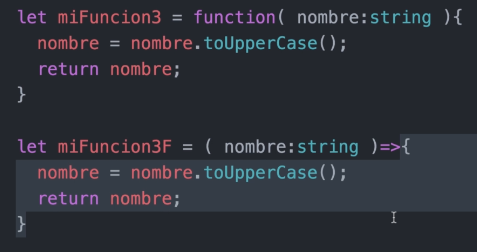 let miFuncion3 = function( nombre:string ){
nombre = nombre.toUpperCase();
return nombre;
}
let miFuncion3F = ( nombre:string )=>{
nombre = nombre.toUpperCase();
return nombre;
}